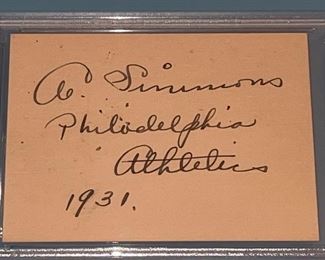 A. Simmons
Philadelphia
Athletics
1931.